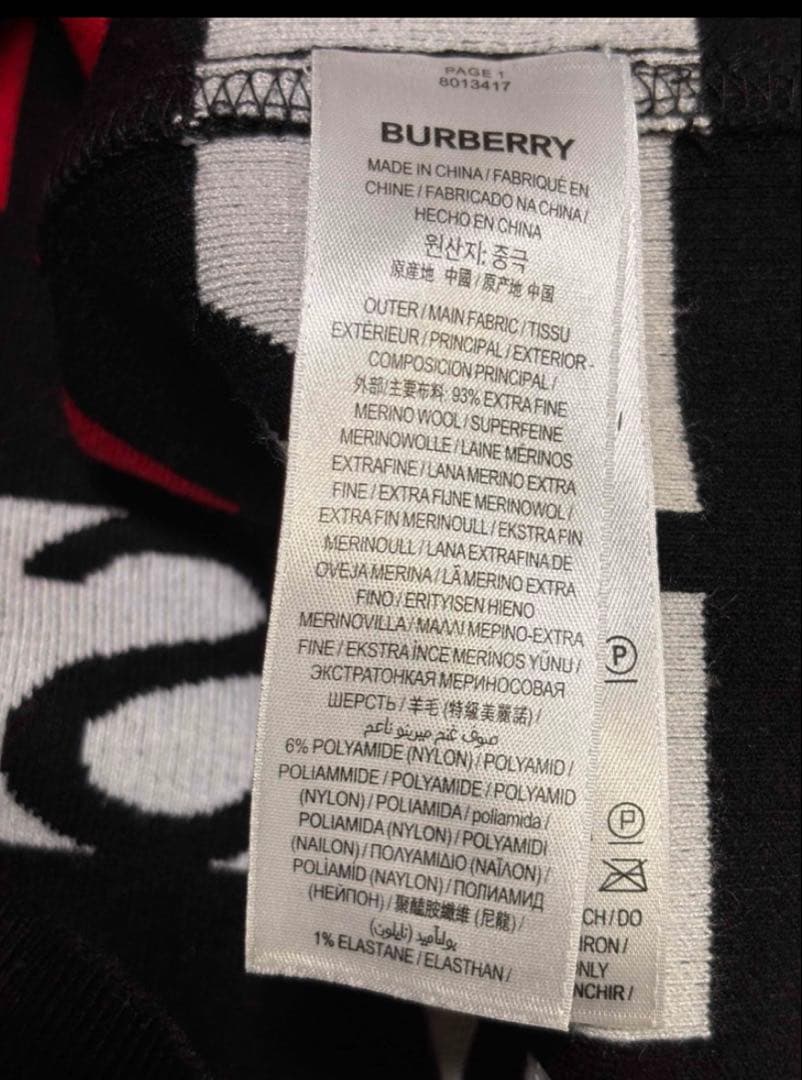 PAGE 1
8013417
BURBERRY
MADE IN CHINA / FABRIQUÉ EN
CHINE / FABRICADO NA CHINA /
HECHO EN CHINA
원산지: 중국
原產地 中國 / 原产地 中国
OUTER / MAIN FABRIC / TISSU
EXTÉRIEUR / PRINCIPAL / EXTERIOR -
COMPOSICION PRINCIPAL /
外部/主要布料: 93% EXTRA FINE
MERINO WOOL / SUPERFEINE
MERINOWOLLE / LAINE MÉRINOS
EXTRAFINE / LANA MERINO EXTRA
FINE / EXTRA FIJNE MERINOWOL /
EXTRA FIN MERINOULL / EKSTRA FIN
MERINOULL / LANA EXTRAFINA DE
OVEJA MERINA / LÃ MERINO EXTRA
FINO / ERITYISEN HIENO
MERINOVILLA / ΜΑΛΛΙ ΜΕΡΙΝΟ-EXTRA
FINE / EKSTRA İNCE MERİNOS YÜNÜ /
ЭКСТРАТОНКАЯ МЕРИНОСОВАЯ
ШЕРСТЬ / 羊毛 (特級美麗諾) /
صوف غنم ميرينو ناعم
6% POLYAMIDE (NYLON) / POLYAMID /
POLIAMMIDE / POLYAMIDE / POLYAMID
(NYLON) / POLIAMIDA / poliamida /
POLIAMIDA (NYLON) / POLYAMIDI
(NAILON) / ΠΟΛΥΑΜΙΔΙΟ (ΝΑΪΛΟΝ) /
POLİAMİD (NAYLON) / ПОЛИАМИД
(НЕЙЛОН) / 聚醯胺纖維 (尼龍) /
بولياميد (نايلون)
1% ELASTANE / ELASTHAN /
P
P
CH / DO
IRON /
ONLY
NCHIR /